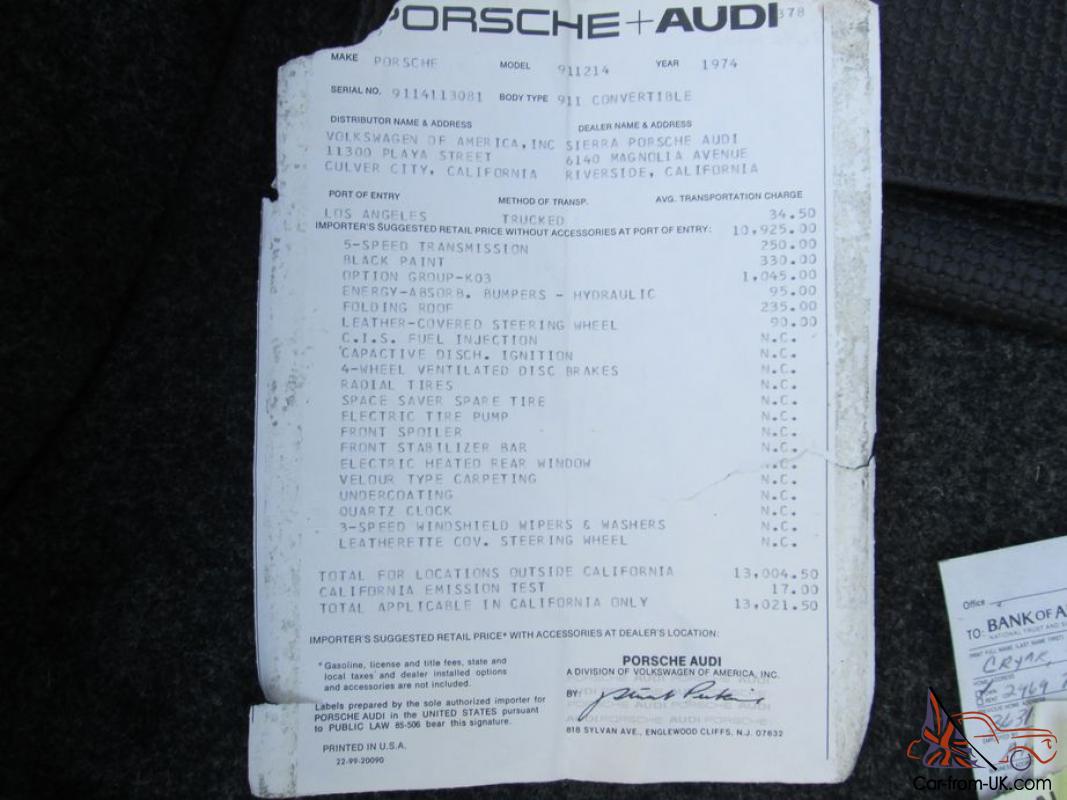 PORSCHE+AUDI 378
MAKE PORSCHE MODEL 911214 YEAR 1974
SERIAL NO. 9114113081 BODY TYPE 911 CONVERTIBLE
DISTRIBUTOR NAME & ADDRESS DEALER NAME & ADDRESS
VOLKSWAGEN OF AMERICA,INC SIERRA PORSCHE AUDI
11300 PLAYA STREET 6140 MAGNOLIA AVENUE
CULVER CITY, CALIFORNIA RIVERSIDE, CALIFORNIA
PORT OF ENTRY METHOD OF TRANSP. AVG. TRANSPORTATION CHARGE
LOS ANGELES TRUCKED 34.50
IMPORTER'S SUGGESTED RETAIL PRICE WITHOUT ACCESSORIES AT PORT OF ENTRY: 10,925.00
5-SPEED TRANSMISSION 250.00
BLACK PAINT 330.00
OPTION GROUP-K03 1,045.00
ENERGY-ABSORB. BUMPERS - HYDRAULIC 95.00
FOLDING ROOF 235.00
LEATHER-COVERED STEERING WHEEL 90.00
C.I.S. FUEL INJECTION N.C.
CAPACTIVE DISCH. IGNITION N.C.
4-WHEEL VENTILATED DISC BRAKES N.C.
RADIAL TIRES N.C.
SPACE SAVER SPARE TIRE N.C.
ELECTRIC TIRE PUMP N.C.
FRONT SPOILER N.C.
FRONT STABILIZER BAR N.C.
ELECTRIC HEATED REAR WINDOW N.C.
VELOUR TYPE CARPETING N.C.
UNDERCOATING N.C.
QUARTZ CLOCK N.C.
3-SPEED WINDSHIELD WIPERS & WASHERS N.C.
LEATHERETTE COV. STEERING WHEEL N.C.
TOTAL FOR LOCATIONS OUTSIDE CALIFORNIA 13,004.50
CALIFORNIA EMISSION TEST 17.00
TOTAL APPLICABLE IN CALIFORNIA ONLY 13,021.50
IMPORTER'S SUGGESTED RETAIL PRICE* WITH ACCESSORIES AT DEALER'S LOCATION:
*Gasoline, license and title fees, state and
local taxes and dealer installed options
and accessories are not included.
Labels prepared by the sole authorized importer for
PORSCHE AUDI in the UNITED STATES pursuant
to PUBLIC LAW 85-506 bear this signature.
PRINTED IN U.S.A.
22-99-20090
PORSCHE AUDI
A DIVISION OF VOLKSWAGEN OF AMERICA, INC.
BY:
818 SYLVAN AVE., ENGLEWOOD CLIFFS, N.J. 07632
Office
TO: BANK OF A
PRINT FULL NAME (LAST NAME FIRST)
CRYAR,
HOME ADDRESS
2469
Car-from-UK.com